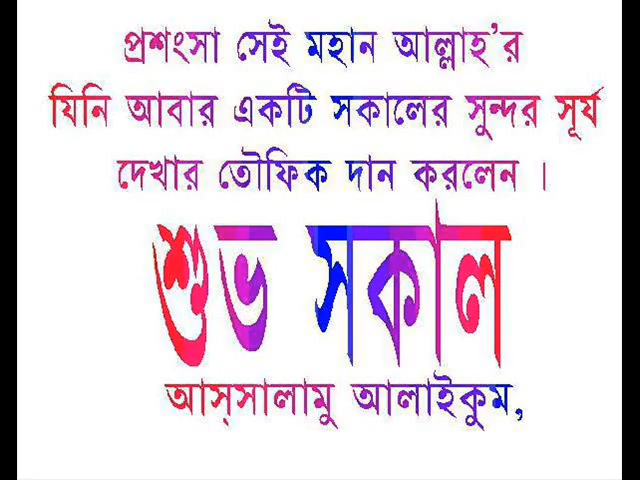 প্রশংসা সেই মহান আল্লাহ’র
যিনি আবার একটি সকালের সুন্দর সূর্য
দেখার তৌফিক দান করলেন ।
শুভ সকাল
আস্‌সালামু আলাইকুম,